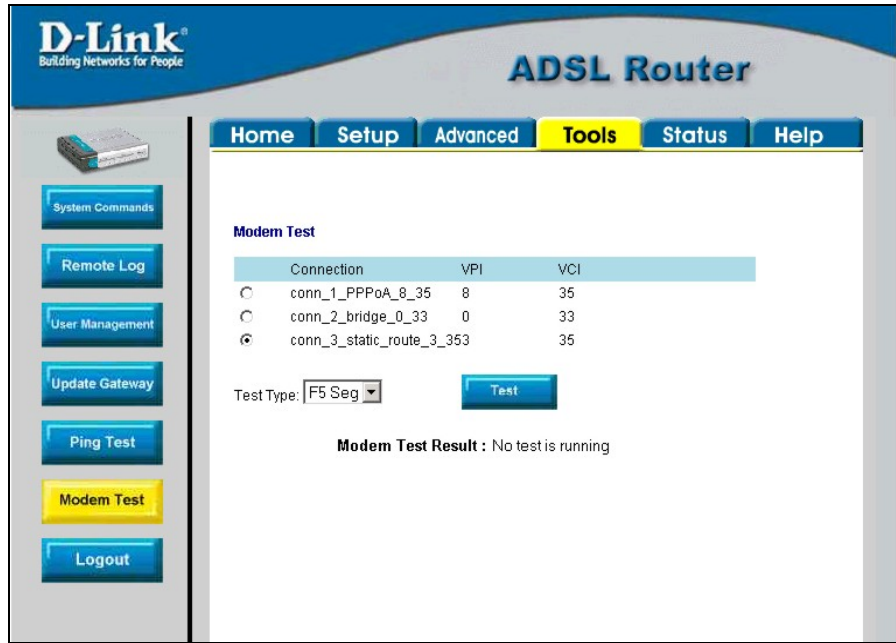 D-Link®
Building Networks for People
ADSL Router
Home Setup Advanced Tools Status Help
System Commands
Remote Log
User Management
Update Gateway
Ping Test
Modem Test
Logout
Modem Test
Connection VPI VCI
conn_1_PPPoA_8_35 8 35
conn_2_bridge_0_33 0 33
conn_3_static_route_3_353 35
Test Type: F5 Seg Test
Modem Test Result : No test is running